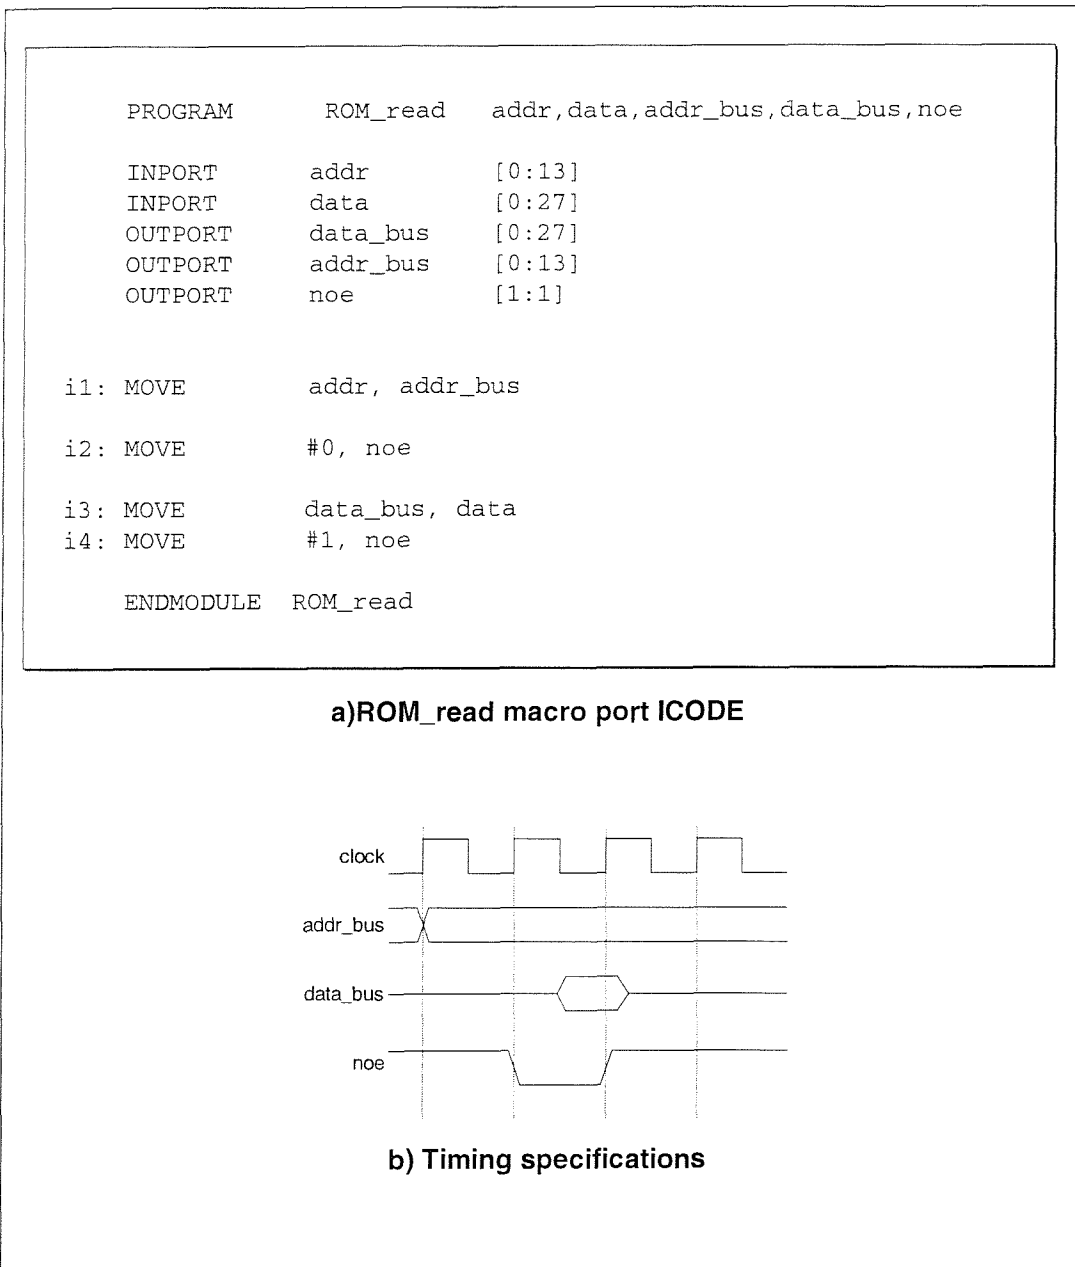 PROGRAM ROM_read addr,data,addr_bus,data_bus,noe
INPORT addr [0:13]
INPORT data [0:27]
OUTPORT data_bus [0:27]
OUTPORT addr_bus [0:13]
OUTPORT noe [1:1]
i1: MOVE addr, addr_bus
i2: MOVE #0, noe
i3: MOVE data_bus, data
i4: MOVE #1, noe
ENDMODULE ROM_read
a)ROM_read macro port ICODE
clock
addr_bus
data_bus
noe
b) Timing specifications